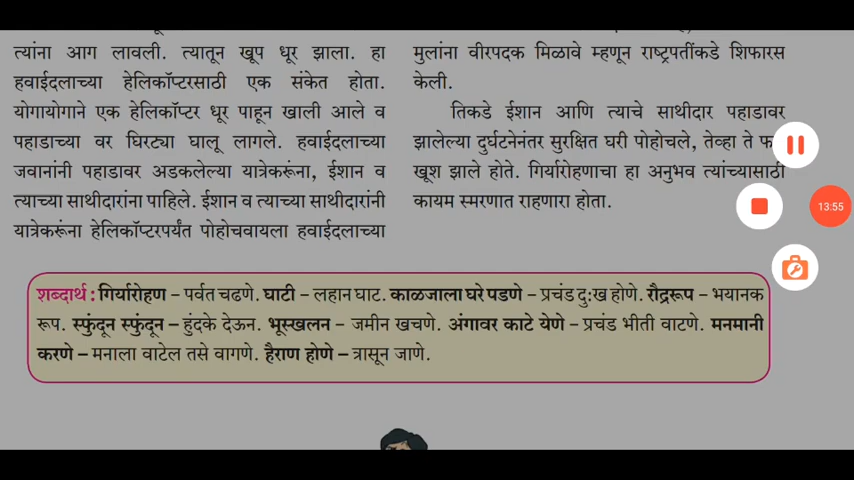 त्यांना आग लावली. त्यातून खूप धूर झाला. हा
हवाईदलाच्या हेलिकॉप्टरसाठी एक संकेत होता.
योगायोगाने एक हेलिकॉप्टर धूर पाहून खाली आले व
पहाडाच्या वर घिरट्या घालू लागले. हवाईदलाच्या
जवानांनी पहाडावर अडकलेल्या यात्रेकरूंना, ईशान व
त्याच्या साथीदारांना पाहिले. ईशान व त्याच्या साथीदारांनी
यात्रेकरूंना हेलिकॉप्टरपर्यंत पोहोचवायला हवाईदलाच्या
मुलांना वीरपदक मिळावे म्हणून राष्ट्रपतींकडे शिफारस
केली.
तिकडे ईशान आणि त्याचे साथीदार पहाडावर
झालेल्या दुर्घटनेनंतर सुरक्षित घरी पोहोचले, तेव्हा ते
खूश झाले होते. गिर्यारोहणाचा हा अनुभव त्यांच्यासाठी
कायम स्मरणात राहणारा होता.
13:55
शब्दार्थ : गिर्यारोहण – पर्वत चढणे. घाटी – लहान घाट. काळजाला घरे पडणे – प्रचंड दुःख होणे. रौद्ररूप – भयानक
रूप. स्फुंदून स्फुंदून – हुंदके देऊन. भूस्खलन – जमीन खचणे. अंगावर काटे येणे – प्रचंड भीती वाटणे. मनमानी
करणे – मनाला वाटेल तसे वागणे. हैराण होणे – त्रासून जाणे.